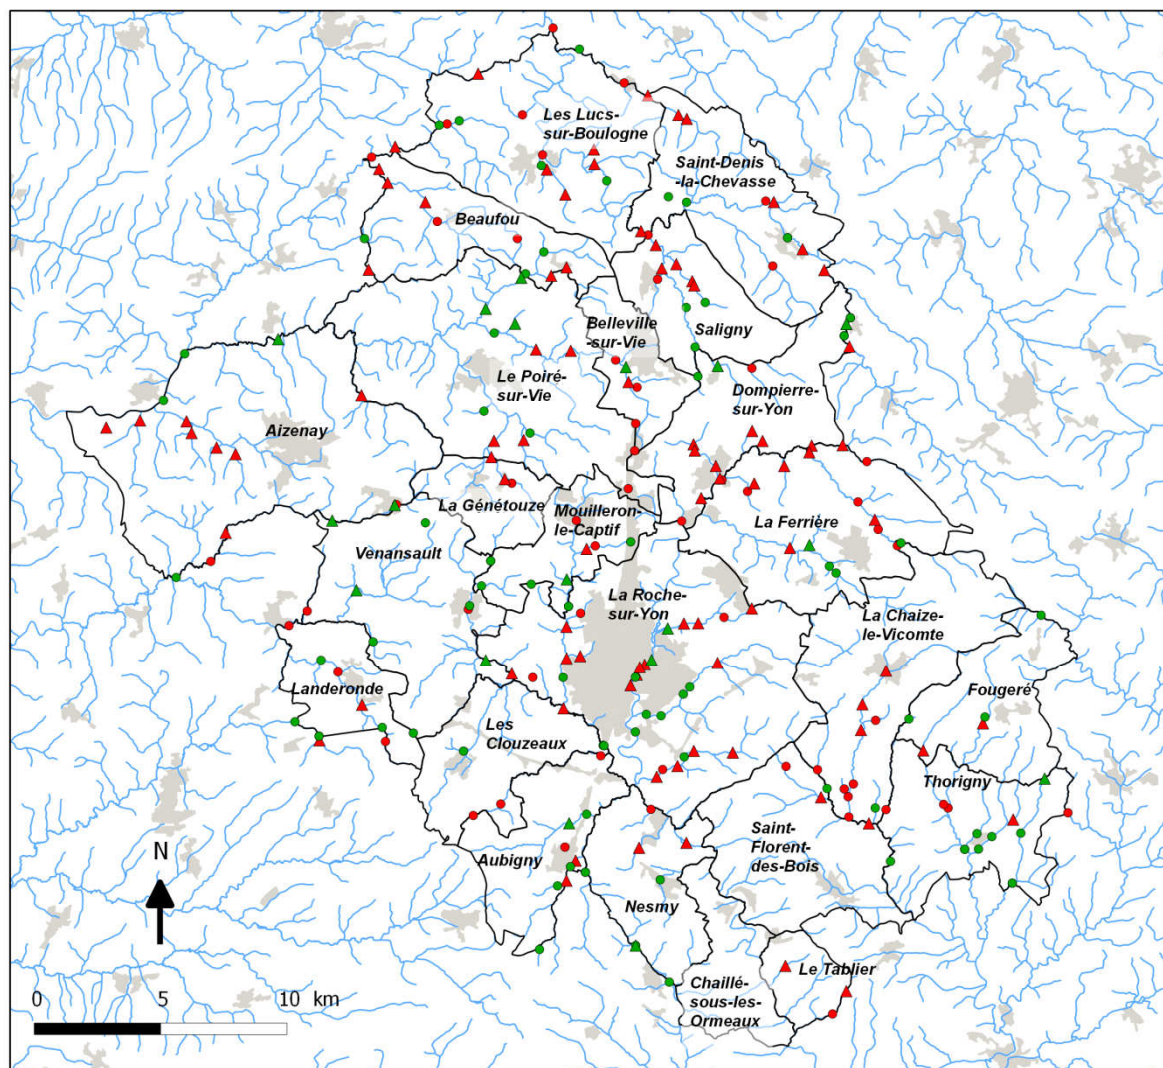 Les Lucs-
sur-Boulogne
Saint-Denis
-la-Chevasse
Beaufou
Belleville
-sur-Vie
Saligny
Le Poiré-
sur-Vie
Dompierre-
sur-Yon
Aizenay
La Génétouze
Mouilleron-
le-Captif
La Ferrière
Venansault
La Roche-
sur-Yon
La Chaize-
le-Vicomte
Landeronde
Fougeré
Les
Clouzeaux
Thorigny
Saint-
Florent-
des-Bois
Aubigny
N
Nesmy
Le Tablier
Chaillé-
sous-les-
Ormeaux
0 5 10 km